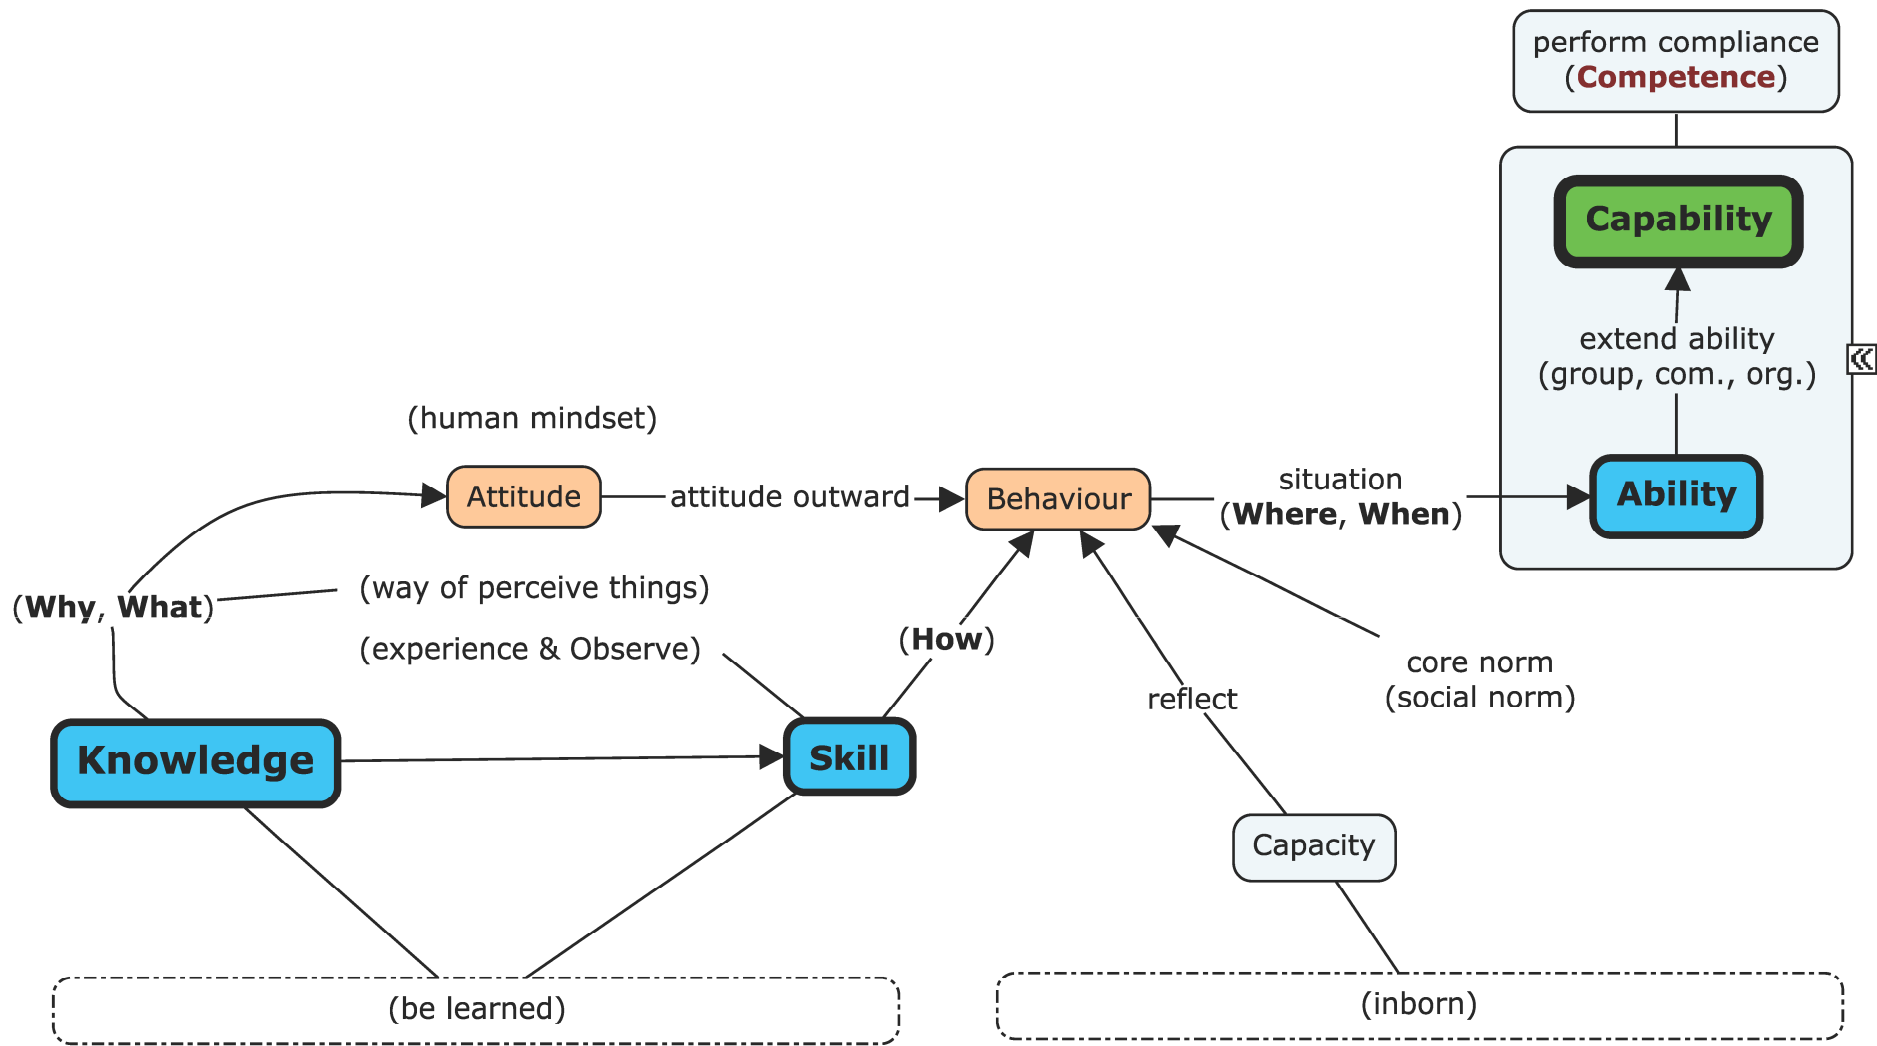 perform compliance
(Competence)
Capability
extend ability
(group, com., org.)
(human mindset)
Attitude
attitude outward
Behaviour
situation
(Where, When)
Ability
(Why, What)
(way of perceive things)
(experience & Observe)
(How)
core norm
(social norm)
reflect
Knowledge
Skill
Capacity
(be learned)
(inborn)